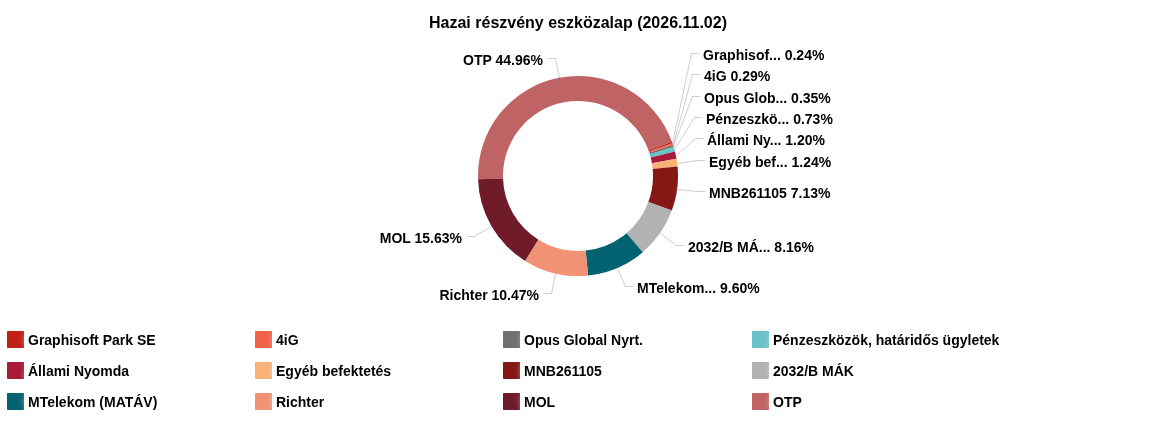 Hazai részvény eszközalap (2026.11.02)
OTP 44.96%
Graphisof... 0.24%
4iG 0.29%
Opus Glob... 0.35%
Pénzeszkö... 0.73%
Állami Ny... 1.20%
Egyéb bef... 1.24%
MNB261105 7.13%
2032/B MÁ... 8.16%
MTelekom... 9.60%
Richter 10.47%
MOL 15.63%
Graphisoft Park SE
4iG
Opus Global Nyrt.
Pénzeszközök, határidős ügyletek
Állami Nyomda
Egyéb befektetés
MNB261105
2032/B MÁK
MTelekom (MATÁV)
Richter
MOL
OTP